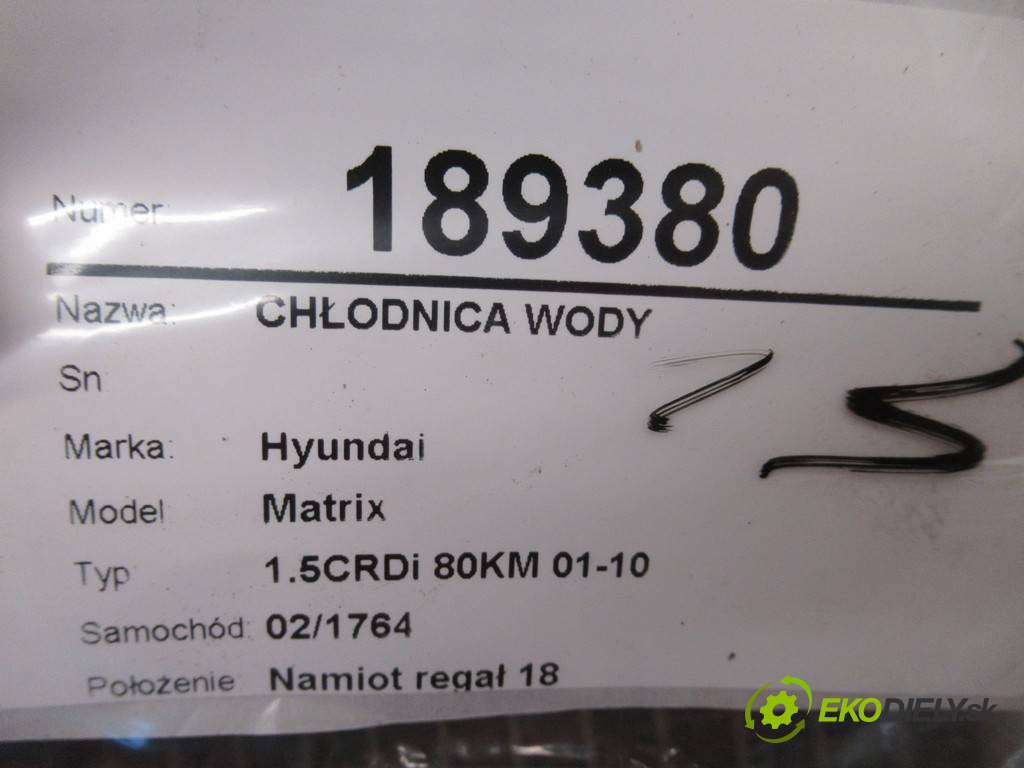 Numer: 189380
Nazwa: CHŁODNICA WODY
Sn
Marka: Hyundai
Model Matrix
Typ 1.5CRDi 80KM 01-10
Samochód: 02/1764
Położenie Namiot regał 18
EKODIELY.sk